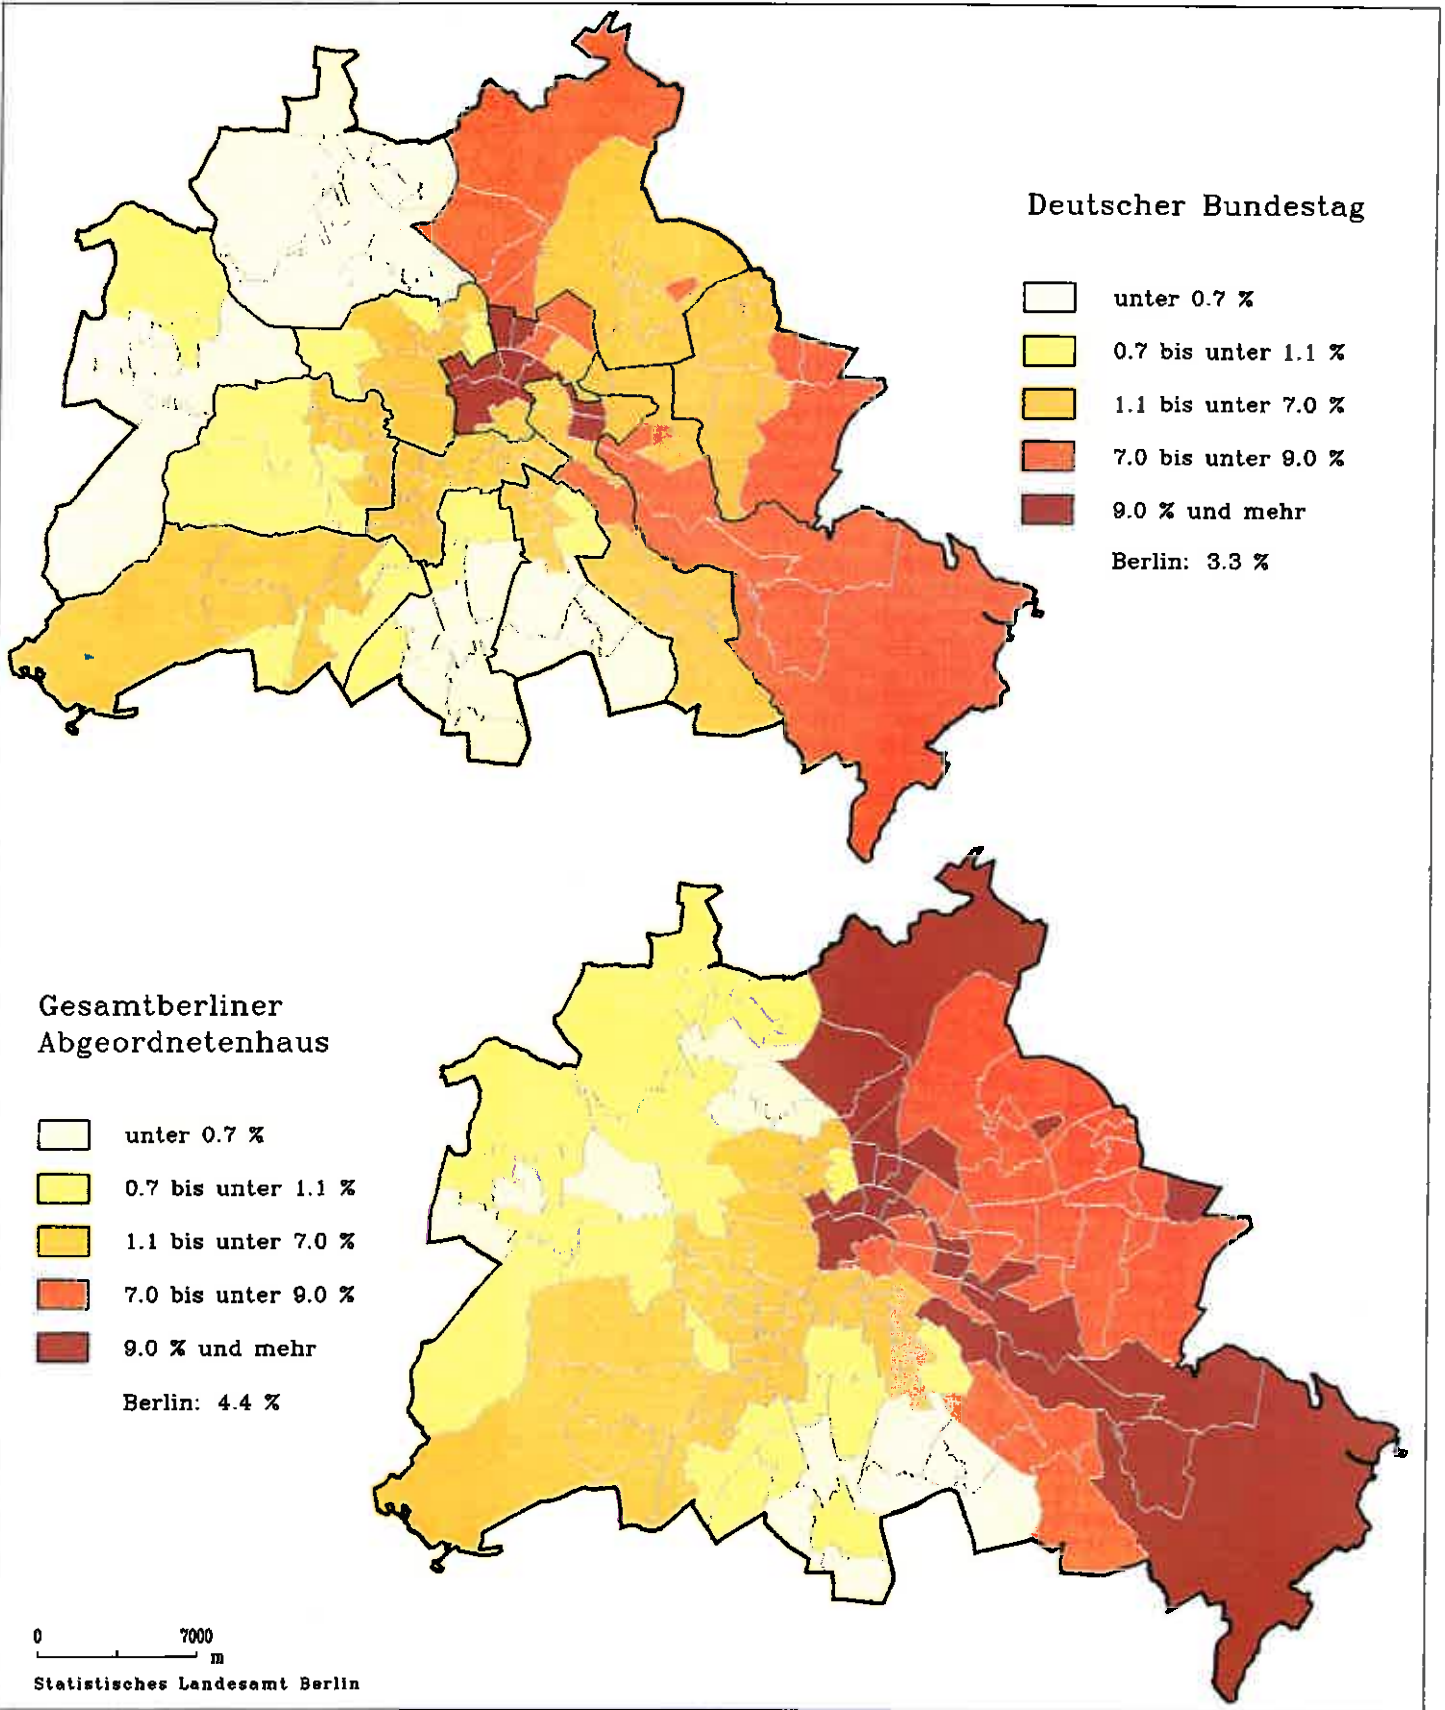 Deutscher Bundestag
unter 0.7 %
0.7 bis unter 1.1 %
1.1 bis unter 7.0 %
7.0 bis unter 9.0 %
9.0 % und mehr
Berlin: 3.3 %
Gesamtberliner
Abgeordnetenhaus
unter 0.7 %
0.7 bis unter 1.1 %
1.1 bis unter 7.0 %
7.0 bis unter 9.0 %
9.0 % und mehr
Berlin: 4.4 %
0 7000
m
Statistisches Landesamt Berlin